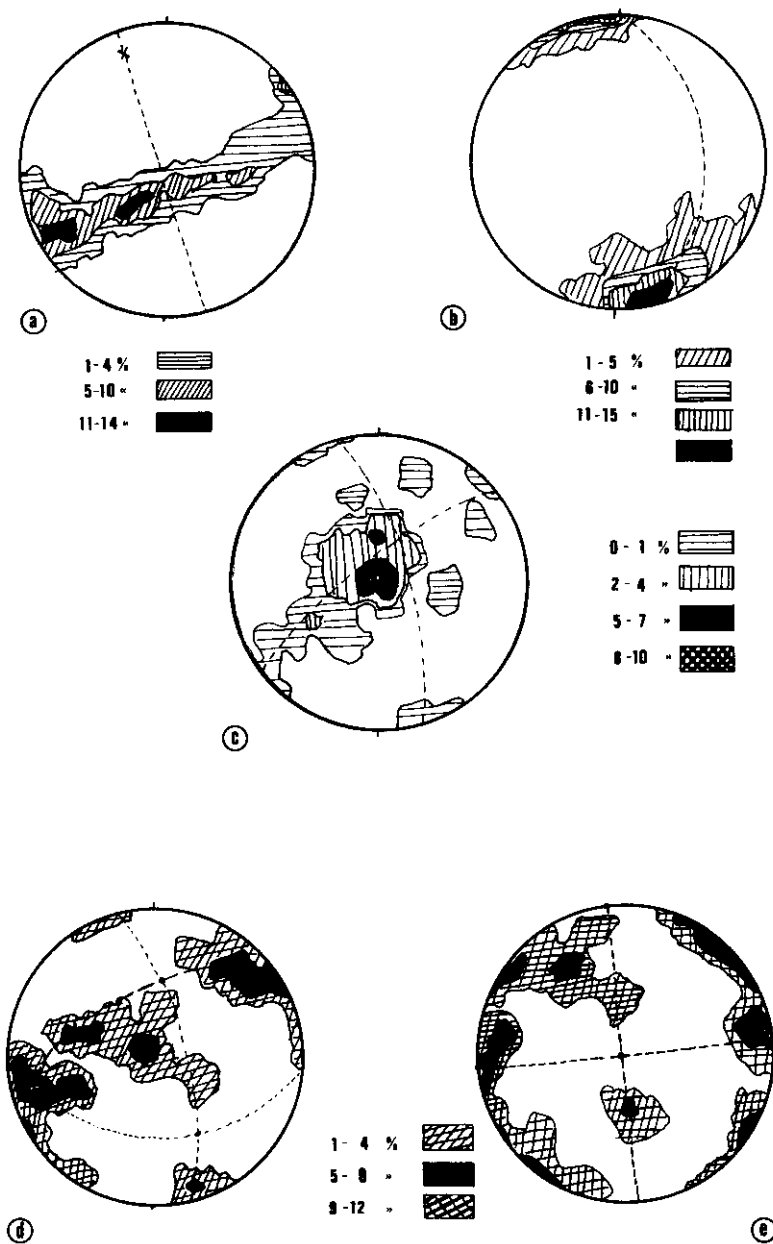 a
b
1-4 %
5-10 "
11-14 "
1-5 %
6-10 "
11-15 "
c
0-1 %
2-4 "
5-7 "
8-10 "
1-4 %
5-8 "
9-12 "
d
e